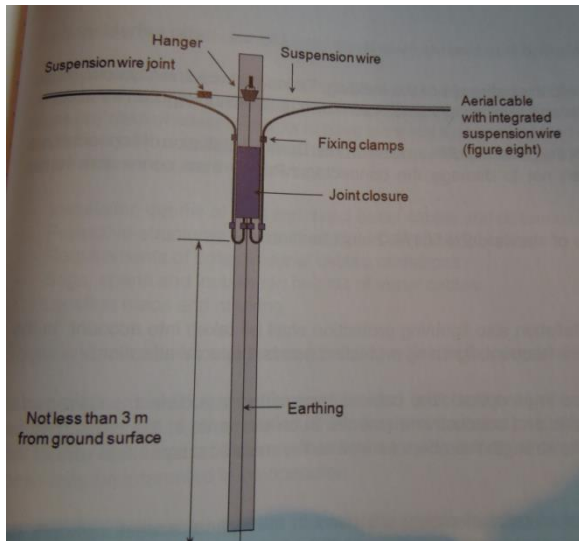 Hanger
Suspension wire joint
Suspension wire
Aerial cable
with integrated
suspension wire
(figure eight)
Fixing clamps
Joint closure
Earthing
Not less than 3 m
from ground surface